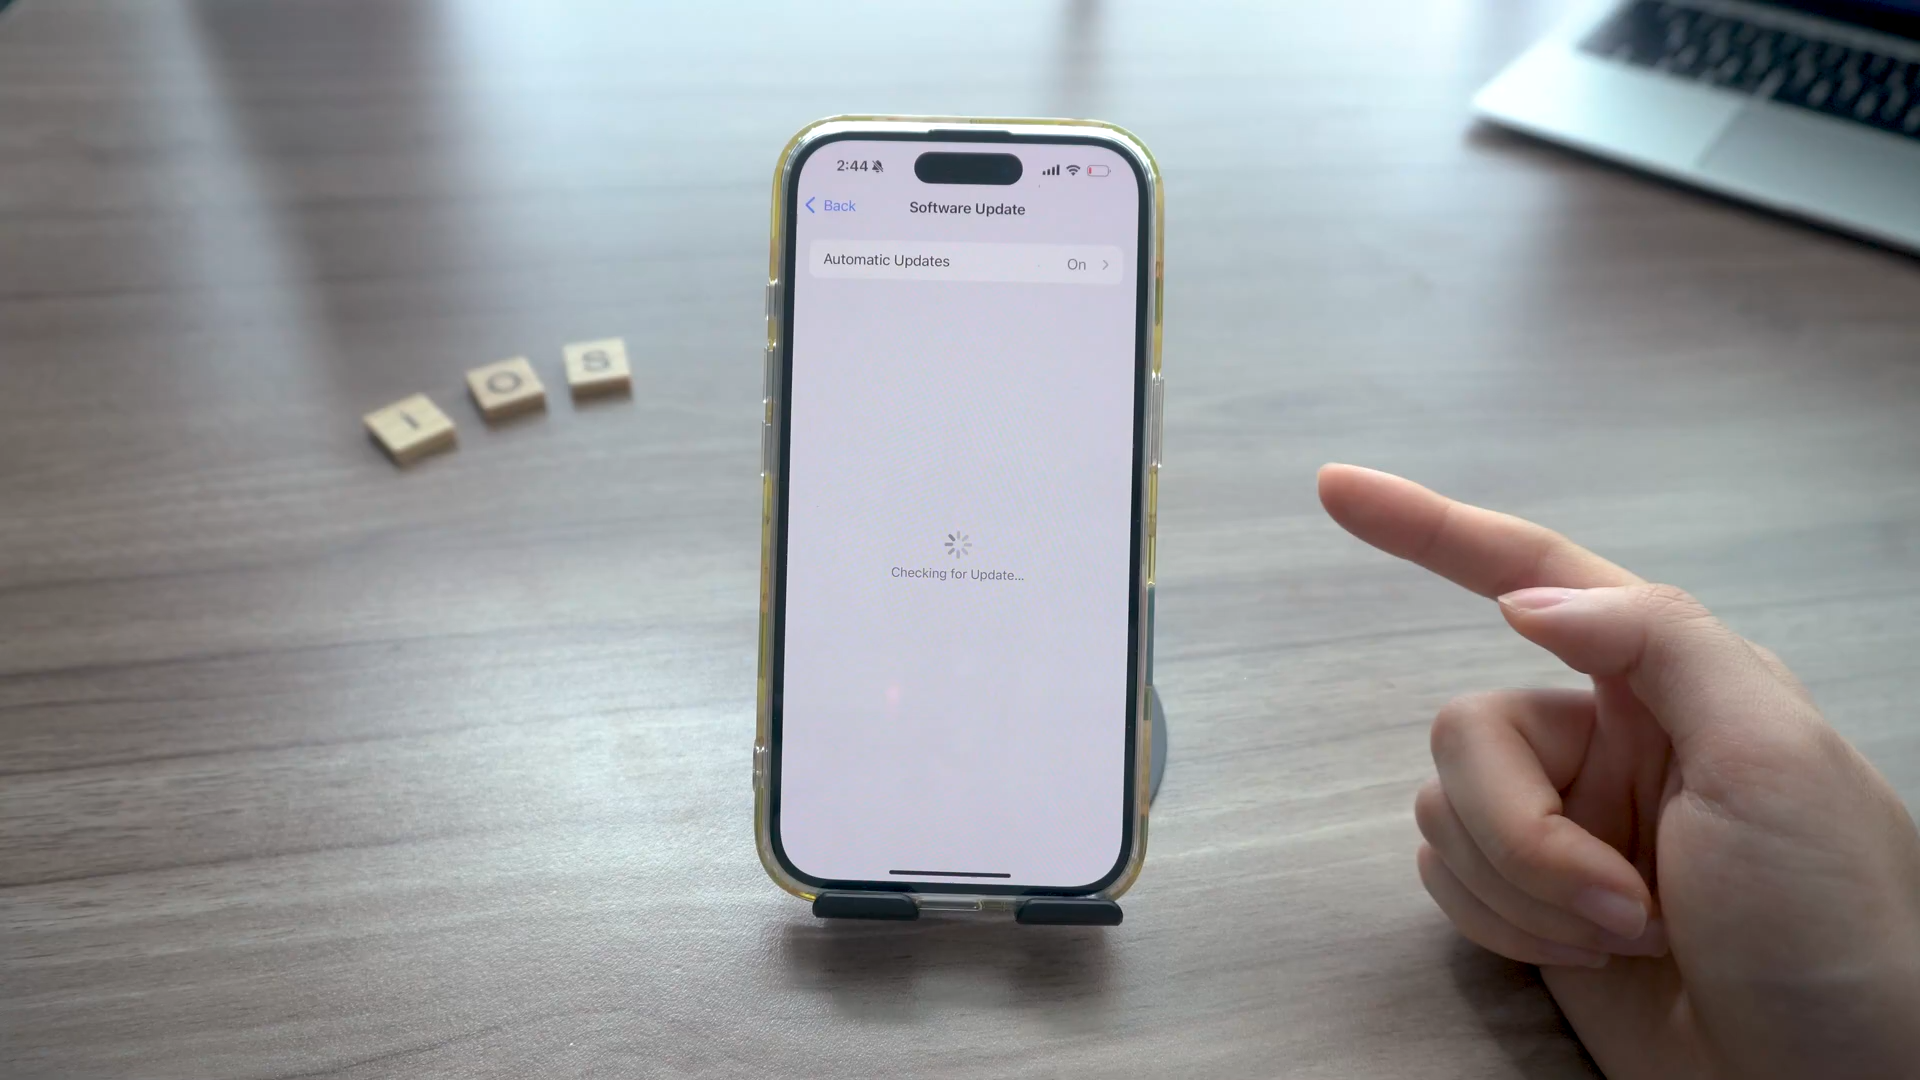 2:44
Back
Software Update
Automatic Updates On
Checking for Update...
I O S